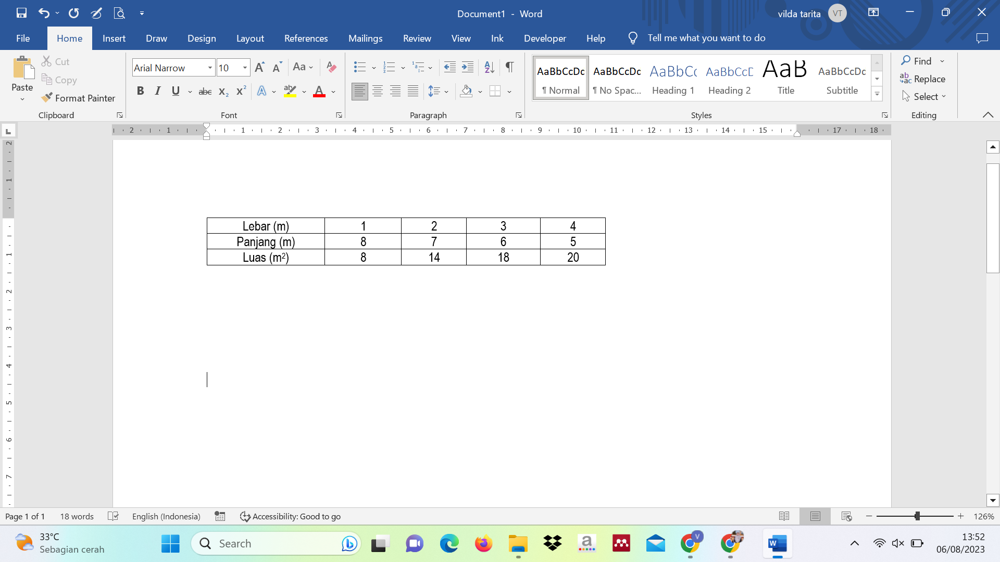 Document1 - Word
vilda tarita VT
File Home Insert Draw Design Layout References Mailings Review View Ink Developer Help Tell me what you want to do
Paste
Cut
Copy
Format Painter
Clipboard
Arial Narrow 10
Font
Paragraph
AaBbCcDc AaBbCcDc AaBbCc AaBbCcD AaB AaBbCcDc
¶ Normal ¶ No Spac... Heading 1 Heading 2 Title Subtitle
Styles
Find
Replace
Select
Editing
2 1 1 2 3 4 5 6 7 8 9 10 11 12 13 14 15 17 18
2
1
1
2
3
4
5
6
7
Lebar (m) 1 2 3 4
Panjang (m) 8 7 6 5
Luas (m²) 8 14 18 20
Page 1 of 1 18 words English (Indonesia) Accessibility: Good to go 126%
33°C
Sebagian cerah
Search
13:52
06/08/2023